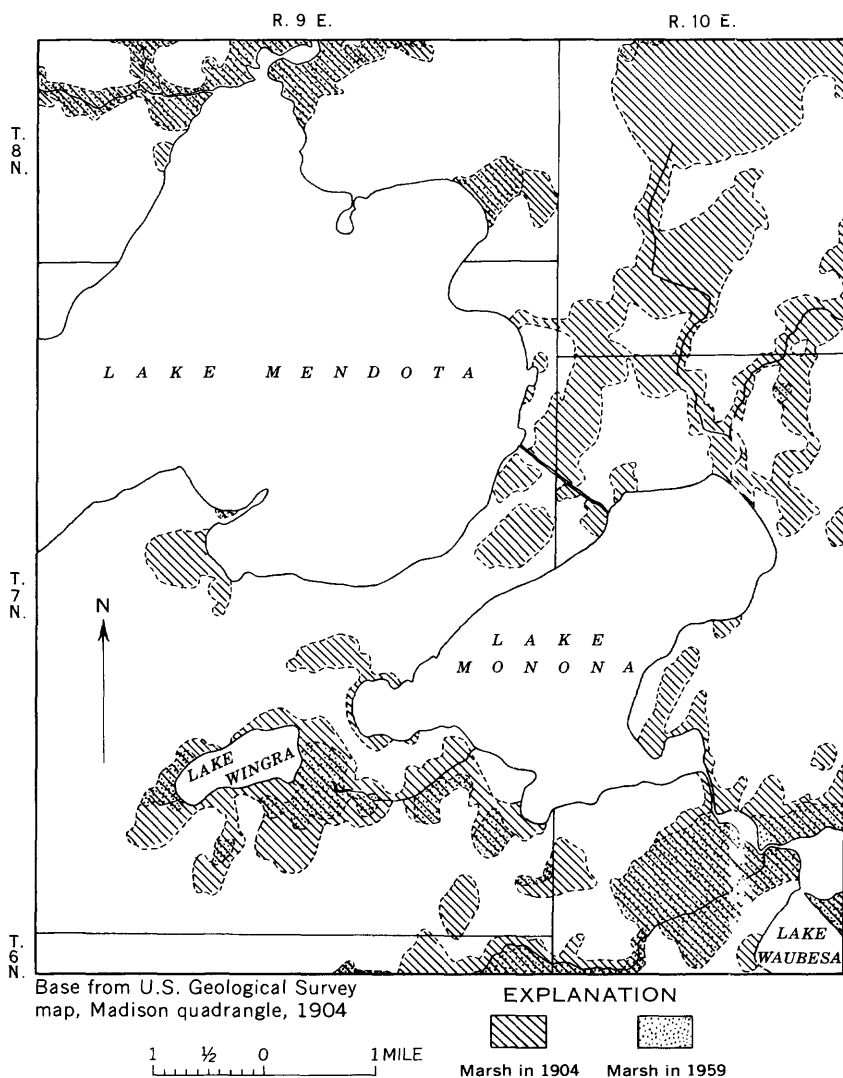 R. 9 E.
R. 10 E.
T.
8
N.
LAKE MENDOTA
T.
7
N.
N
LAKE
MONONA
LAKE
WINGRA
T.
6
N.
LAKE
WAUBESA
Base from U.S. Geological Survey
map, Madison quadrangle, 1904
EXPLANATION
1 ½ 0 1 MILE
Marsh in 1904
Marsh in 1959